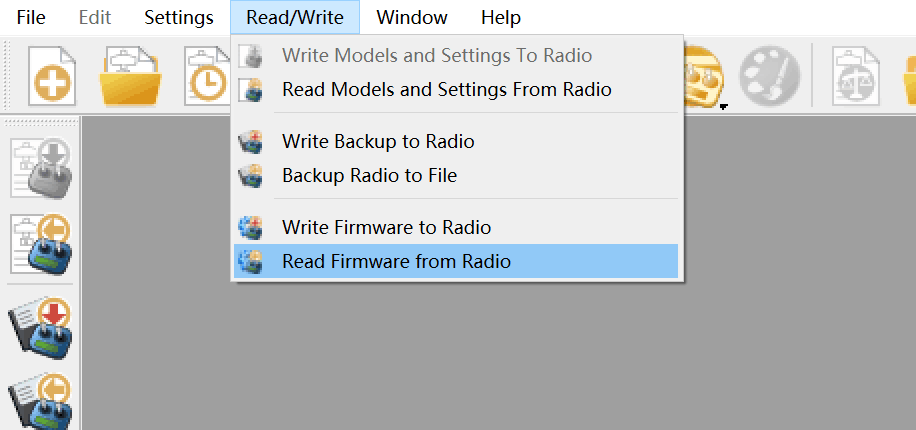 File Edit Settings Read/Write Window Help
Write Models and Settings To Radio
Read Models and Settings From Radio
Write Backup to Radio
Backup Radio to File
Write Firmware to Radio
Read Firmware from Radio